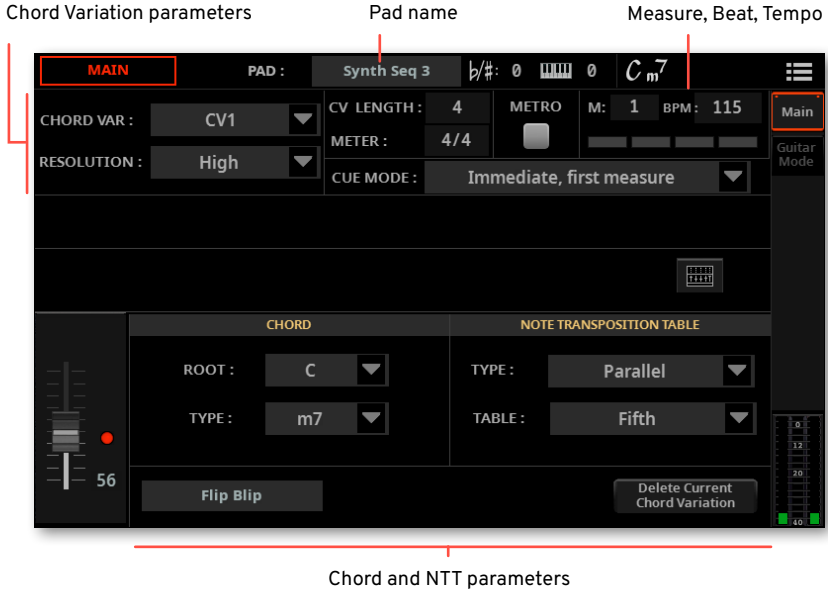 Chord Variation parameters Pad name Measure, Beat, Tempo
MAIN PAD : Synth Seq 3 ♭/#: 0 0 Cm7
CHORD VAR : CV1 CV LENGTH : 4 METRO M: 1 BPM: 115 Main
METER : 4/4 Guitar Mode
RESOLUTION : High
CUE MODE : Immediate, first measure
CHORD NOTE TRANSPOSITION TABLE
ROOT : C TYPE : Parallel
TYPE : m7 TABLE : Fifth
0
12
20
40
56
Flip Blip Delete Current
Chord Variation
Chord and NTT parameters